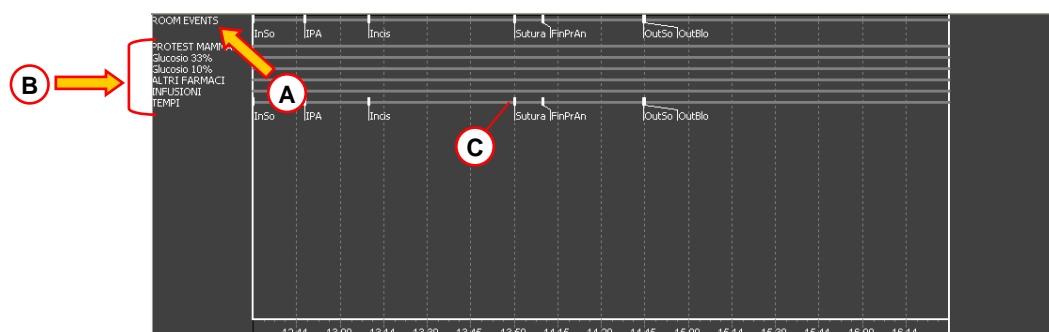 ROOM EVENTS
InSo IPA Incis Sutura FinPrAn OutSo OutBlo
PROTEST MAMMA
Glucosio 33%
Glucosio 10%
ALTRI FARMACI
INFUSIONI
TEMPI
InSo IPA Incis Sutura FinPrAn OutSo OutBlo
A
B
C